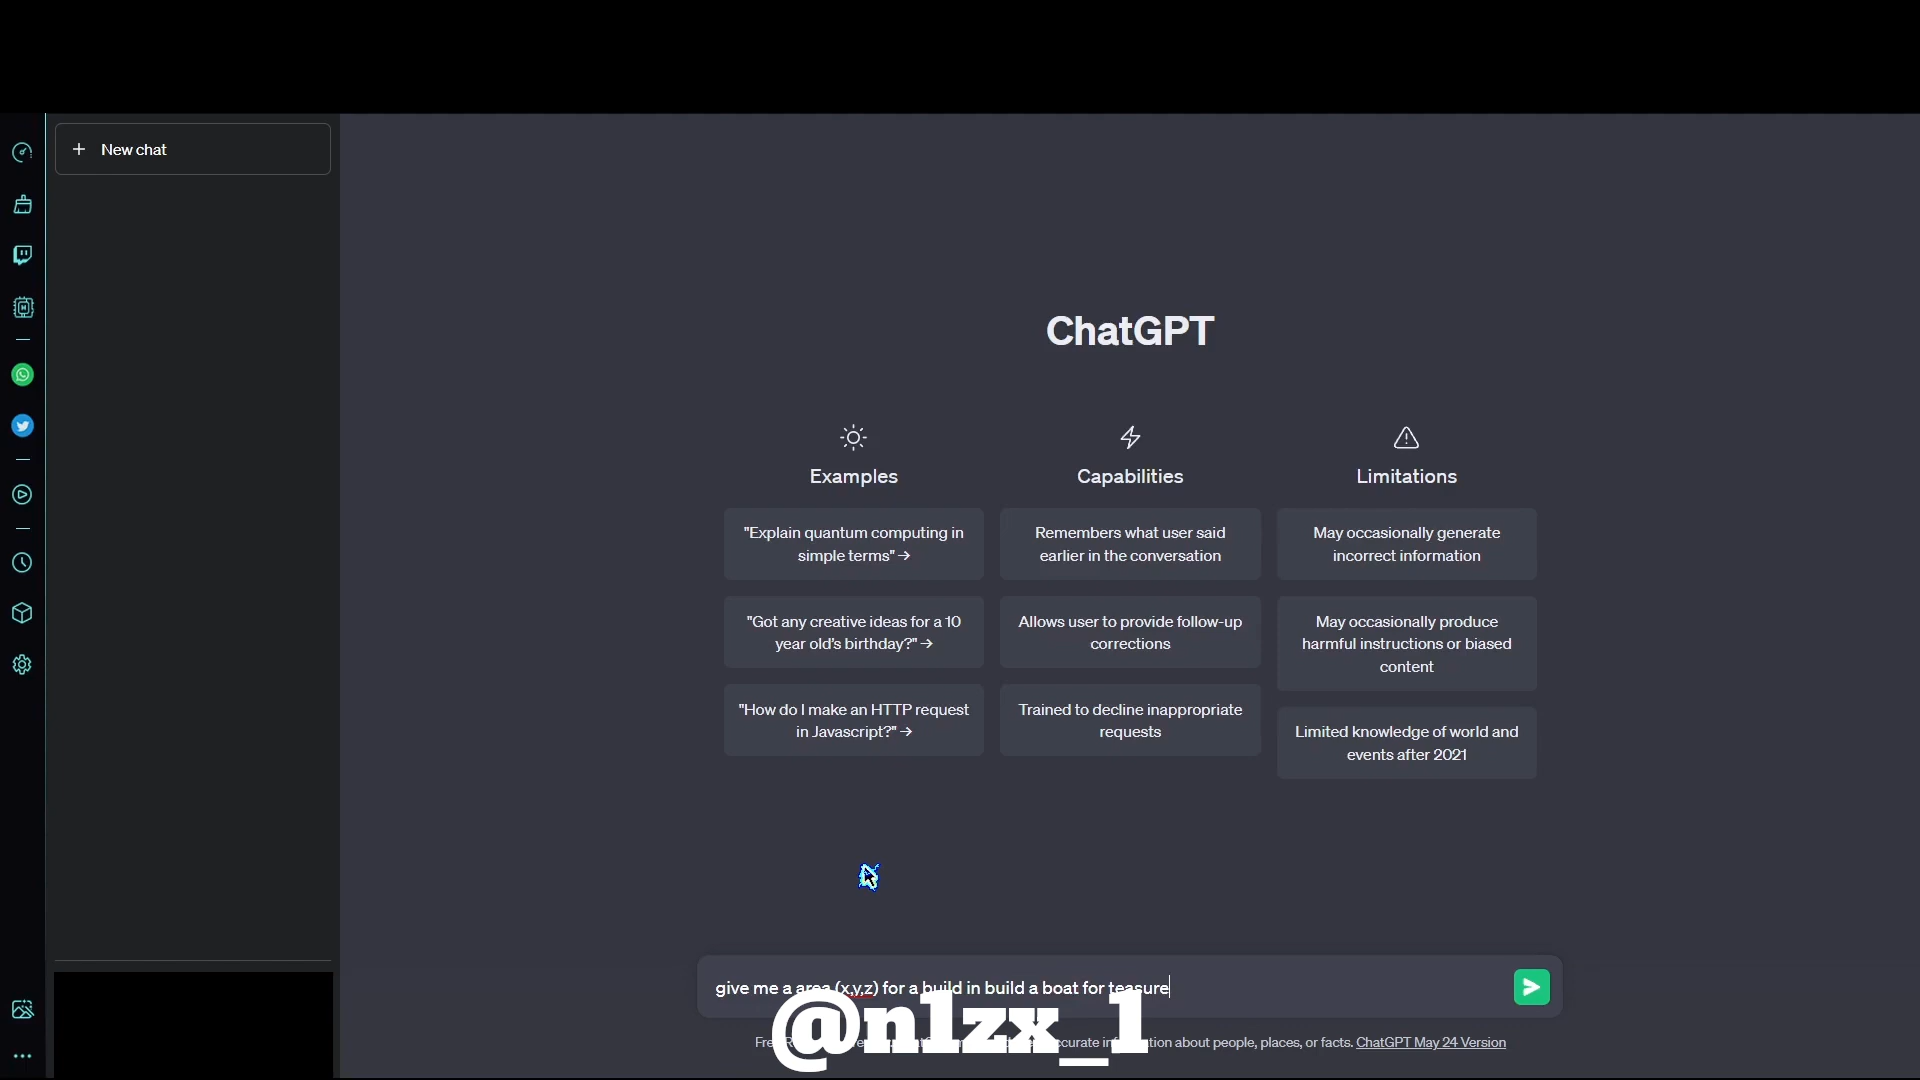 New chat
ChatGPT
Examples
Capabilities
Limitations
"Explain quantum computing in
simple terms" →
Remembers what user said
earlier in the conversation
May occasionally generate
incorrect information
"Got any creative ideas for a 10
year old's birthday?" →
Allows user to provide follow-up
corrections
May occasionally produce
harmful instructions or biased
content
"How do I make an HTTP request
in Javascript?" →
Trained to decline inappropriate
requests
Limited knowledge of world and
events after 2021
give me a area (x,y,z) for a build in build a boat for teasure
@n1zx_1
about people, places, or facts. ChatGPT May 24 Version